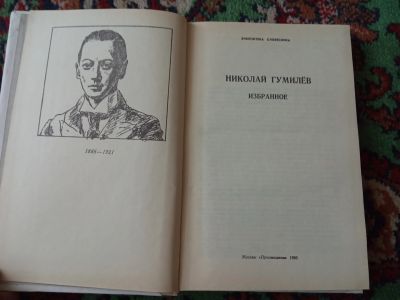 1886—1921
БИБЛИОТЕКА СЛОВЕСНИКА
НИКОЛАЙ ГУМИЛЁВ
ИЗБРАННОЕ
Москва «Просвещение» 1990